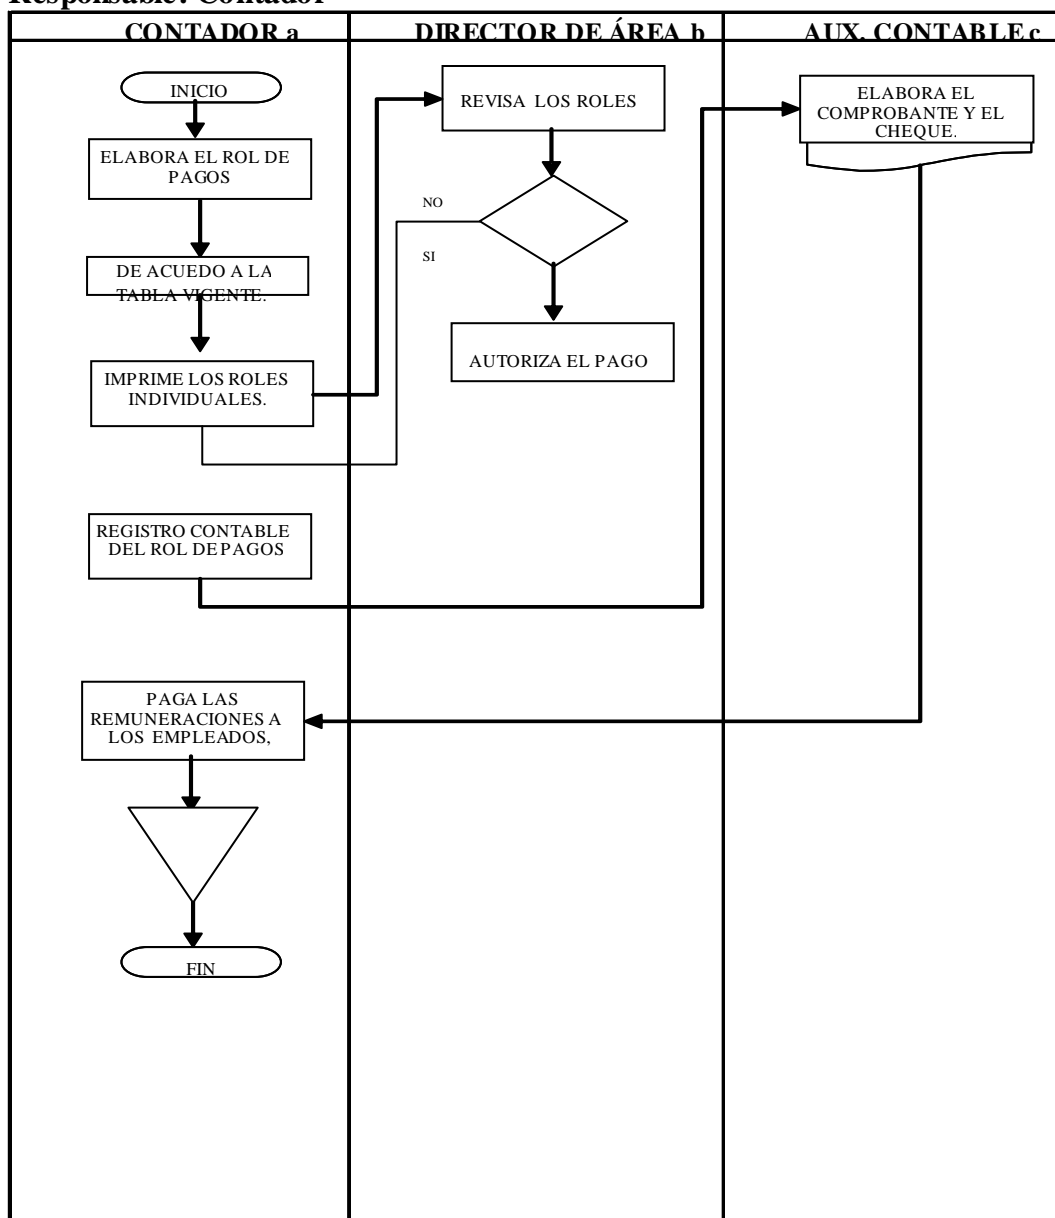 Responsable: Contador
CONTADOR a
DIRECTOR DE ÁREA b
AUX. CONTABLE c
INICIO
ELABORA EL ROL DE
PAGOS
DE ACUEDO A LA
TABLA VIGENTE.
IMPRIME LOS ROLES
INDIVIDUALES.
REGISTRO CONTABLE
DEL ROL DE PAGOS
PAGA LAS
REMUNERACIONES A
LOS EMPLEADOS,
FIN
REVISA LOS ROLES
NO
SI
AUTORIZA EL PAGO
ELABORA EL
COMPROBANTE Y EL
CHEQUE.